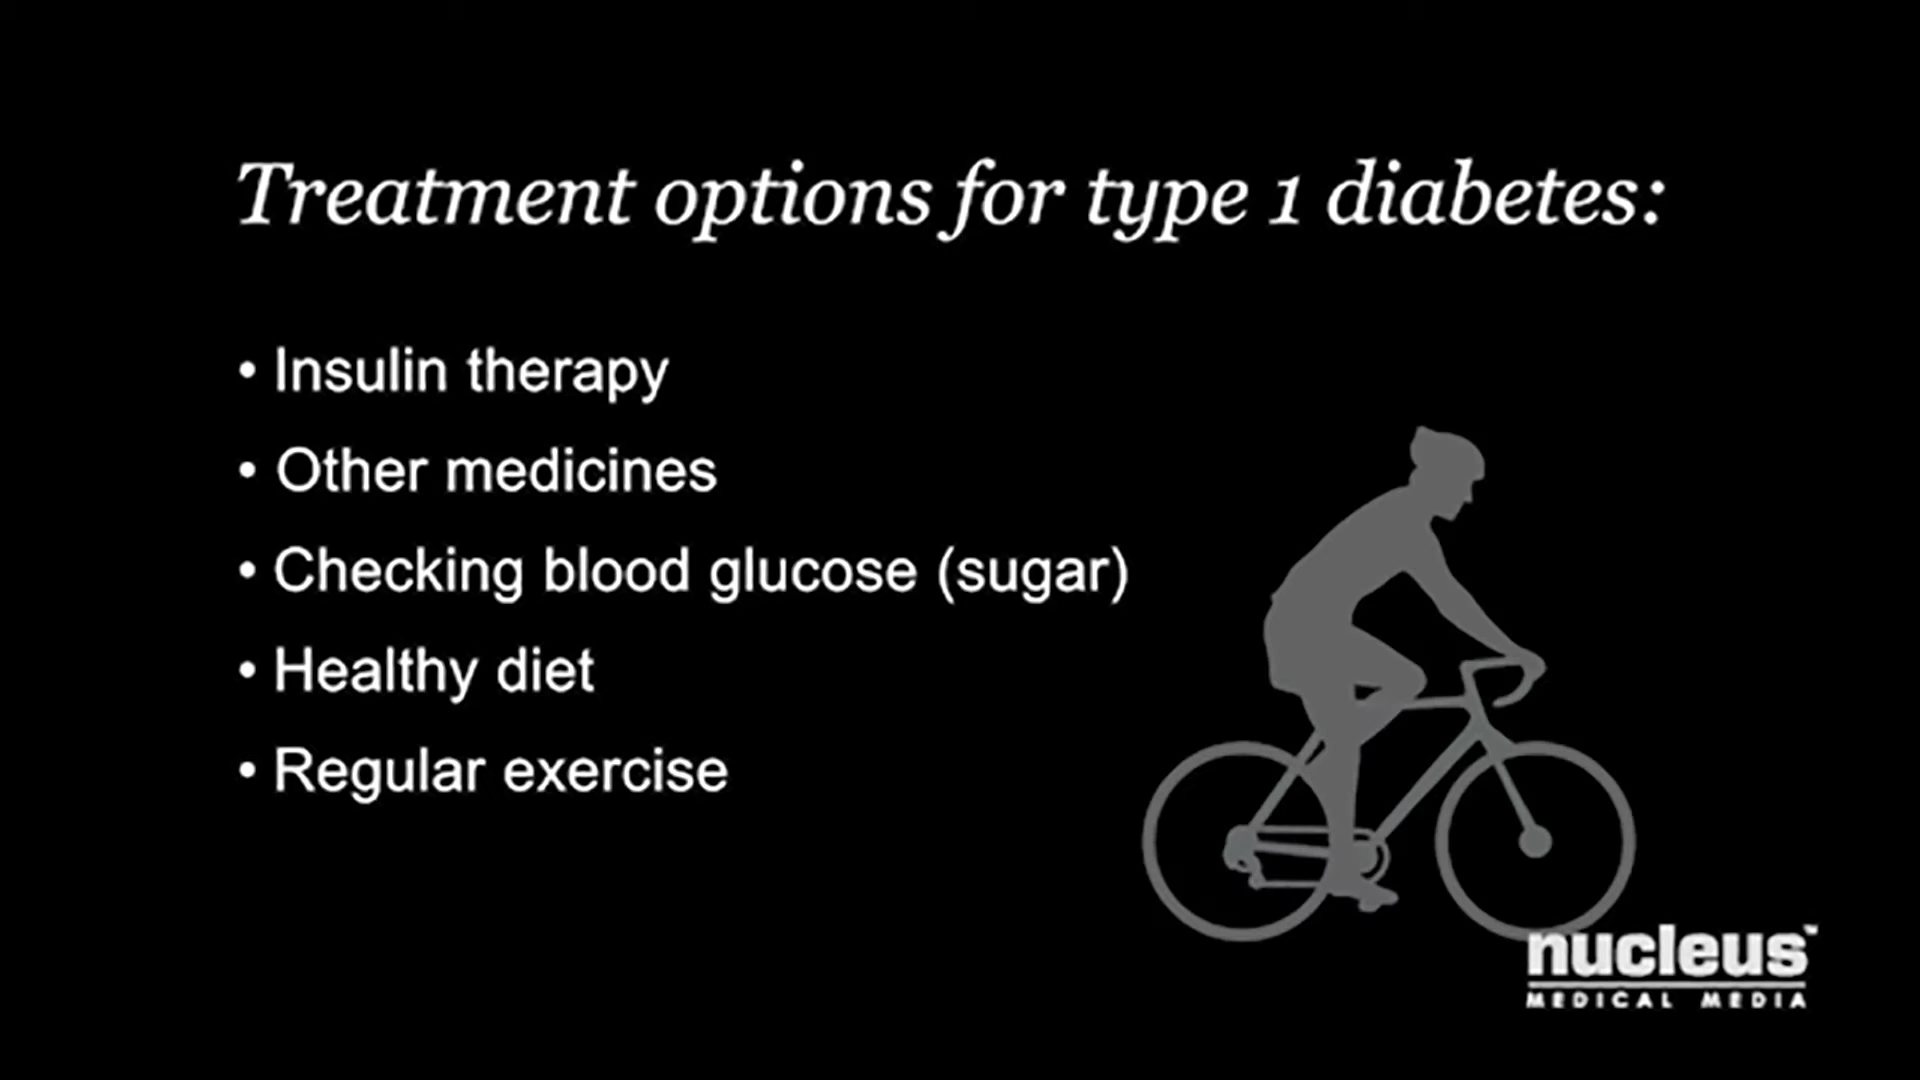 Treatment options for type 1 diabetes:
• Insulin therapy
• Other medicines
• Checking blood glucose (sugar)
• Healthy diet
• Regular exercise
nucleus™
MEDICAL MEDIA